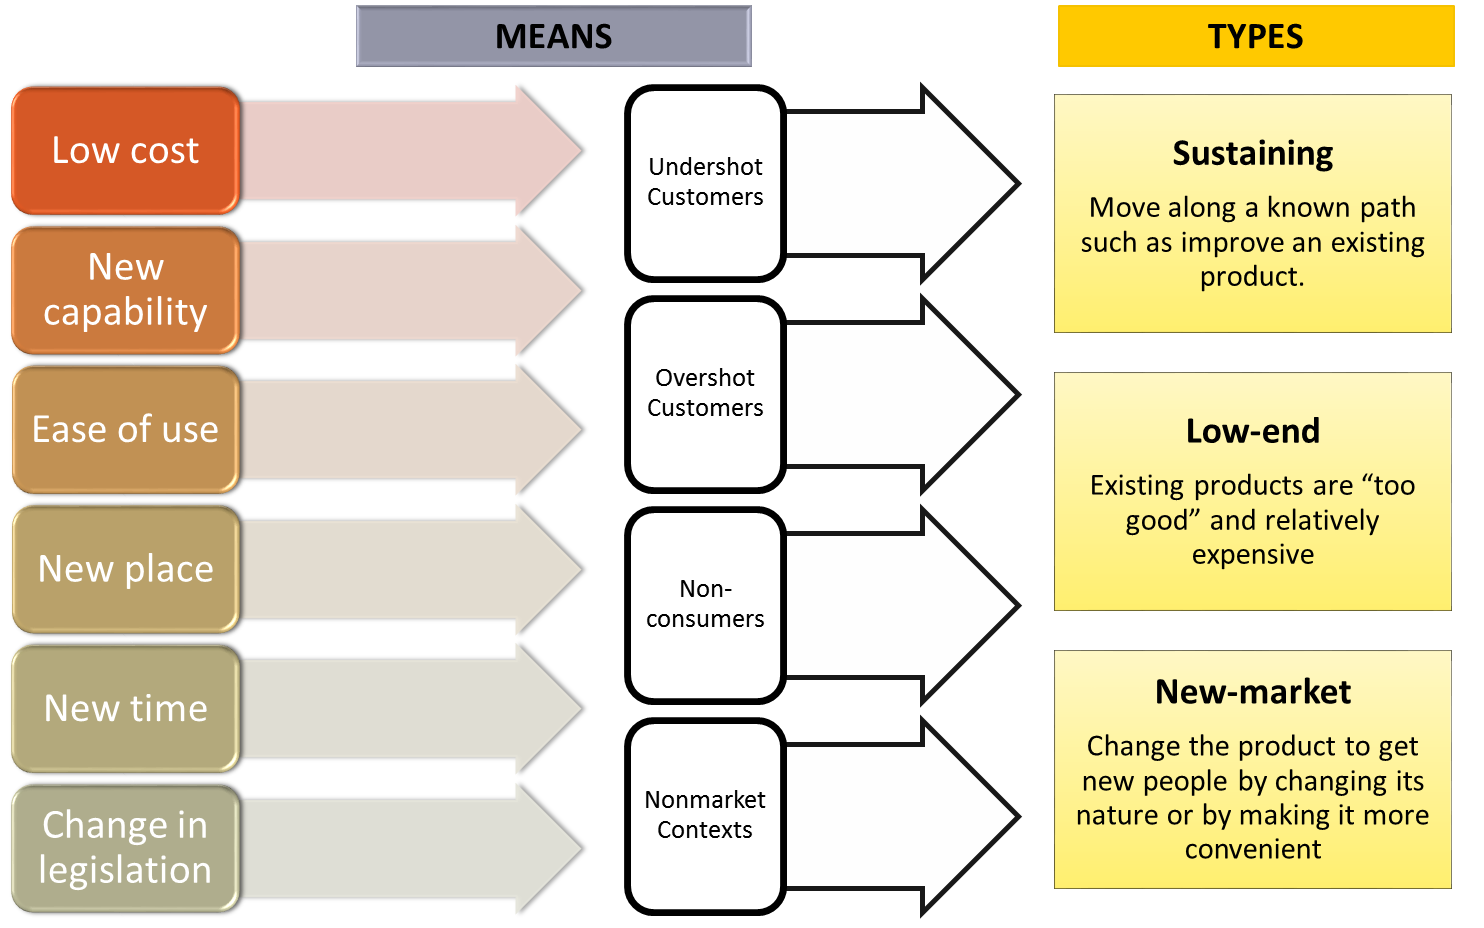 MEANS
TYPES
Low cost
New
capability
Ease of use
New place
New time
Change in
legislation
Undershot
Customers
Overshot
Customers
Non-
consumers
Nonmarket
Contexts
Sustaining
Move along a known path
such as improve an existing
product.
Low-end
Existing products are “too
good” and relatively
expensive
New-market
Change the product to get
new people by changing its
nature or by making it more
convenient